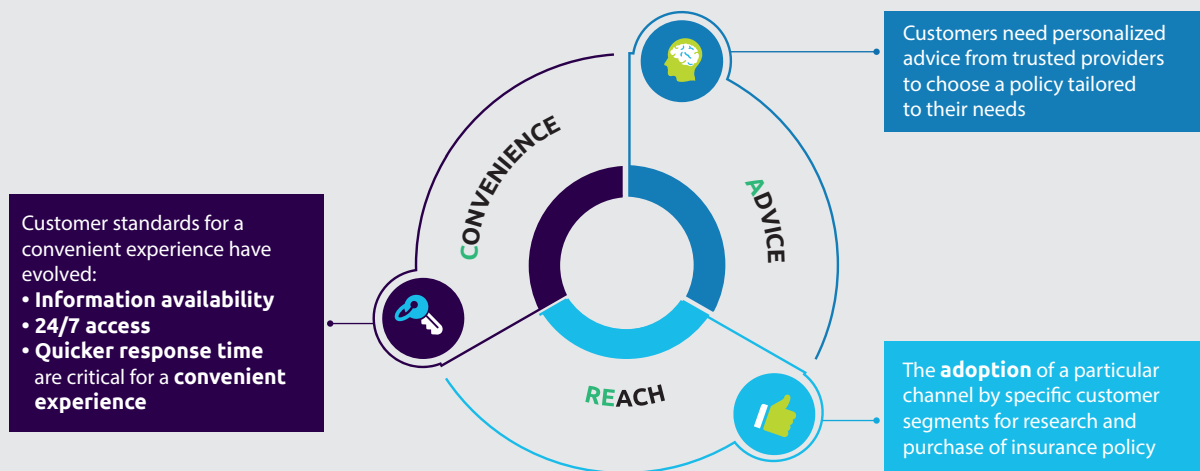 Customers need personalized
advice from trusted providers
to choose a policy tailored
to their needs
CONVENIENCE
ADVICE
Customer standards for a
convenient experience have
evolved:
• Information availability
• 24/7 access
• Quicker response time
are critical for a convenient
experience
REACH
The adoption of a particular
channel by specific customer
segments for research and
purchase of insurance policy